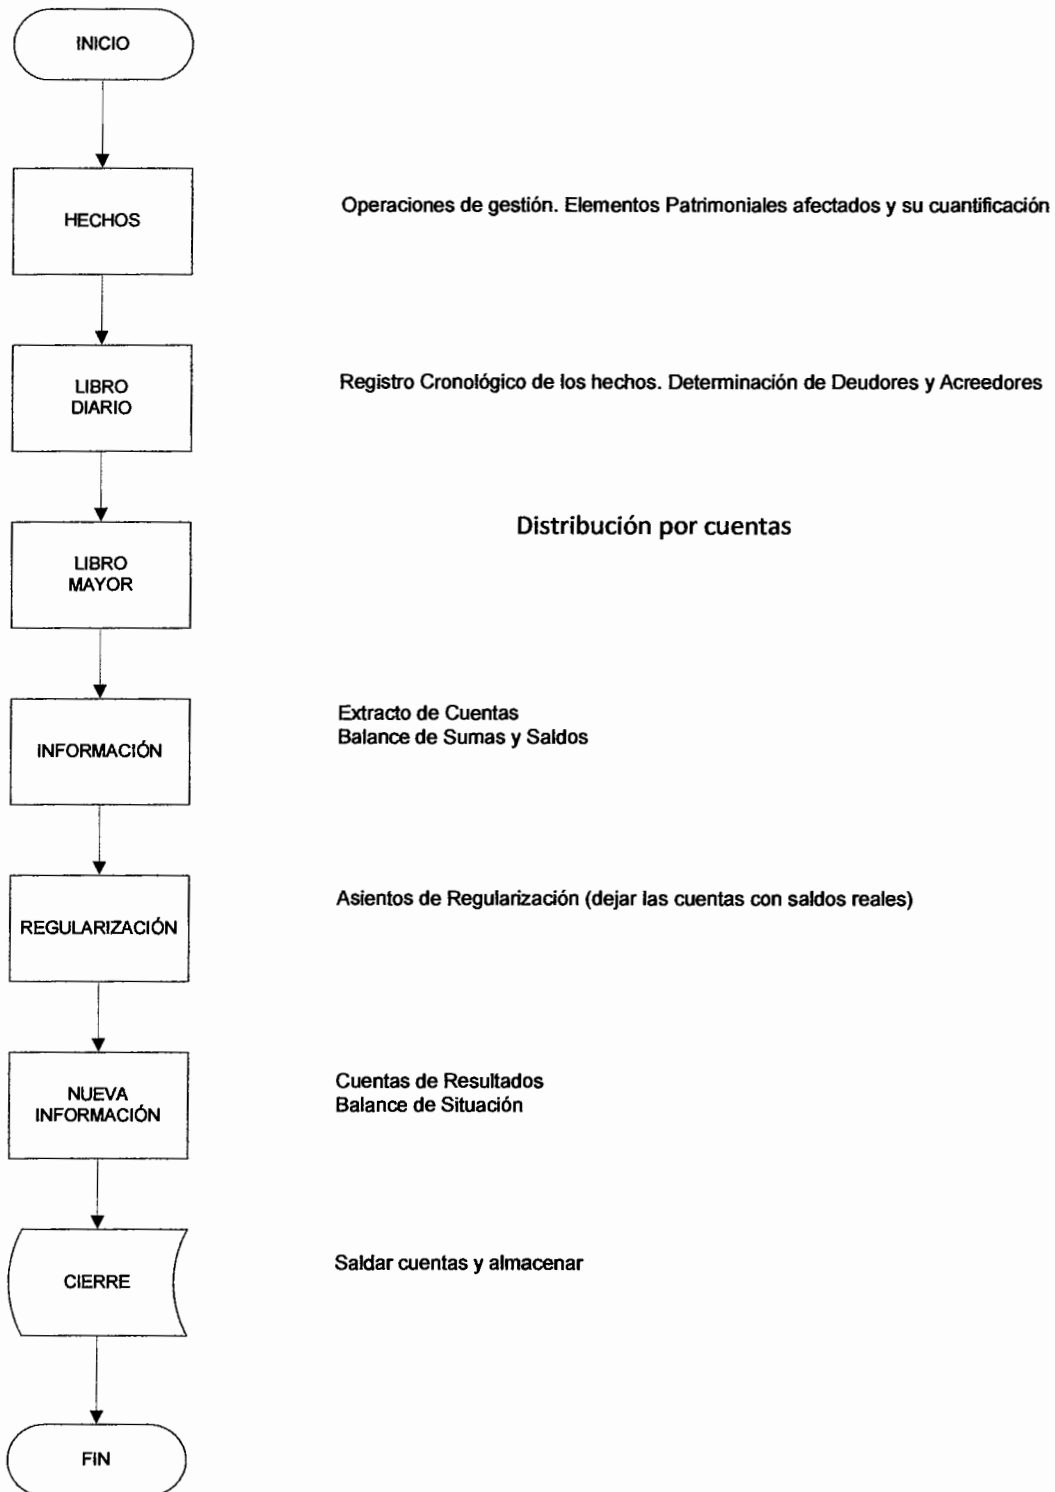 INICIO
HECHOS
Operaciones de gestión. Elementos Patrimoniales afectados y su cuantificación
LIBRO
DIARIO
Registro Cronológico de los hechos. Determinación de Deudores y Acreedores
LIBRO
MAYOR
Distribución por cuentas
INFORMACIÓN
Extracto de Cuentas
Balance de Sumas y Saldos
REGULARIZACIÓN
Asientos de Regularización (dejar las cuentas con saldos reales)
NUEVA
INFORMACIÓN
Cuentas de Resultados
Balance de Situación
CIERRE
Saldar cuentas y almacenar
FIN